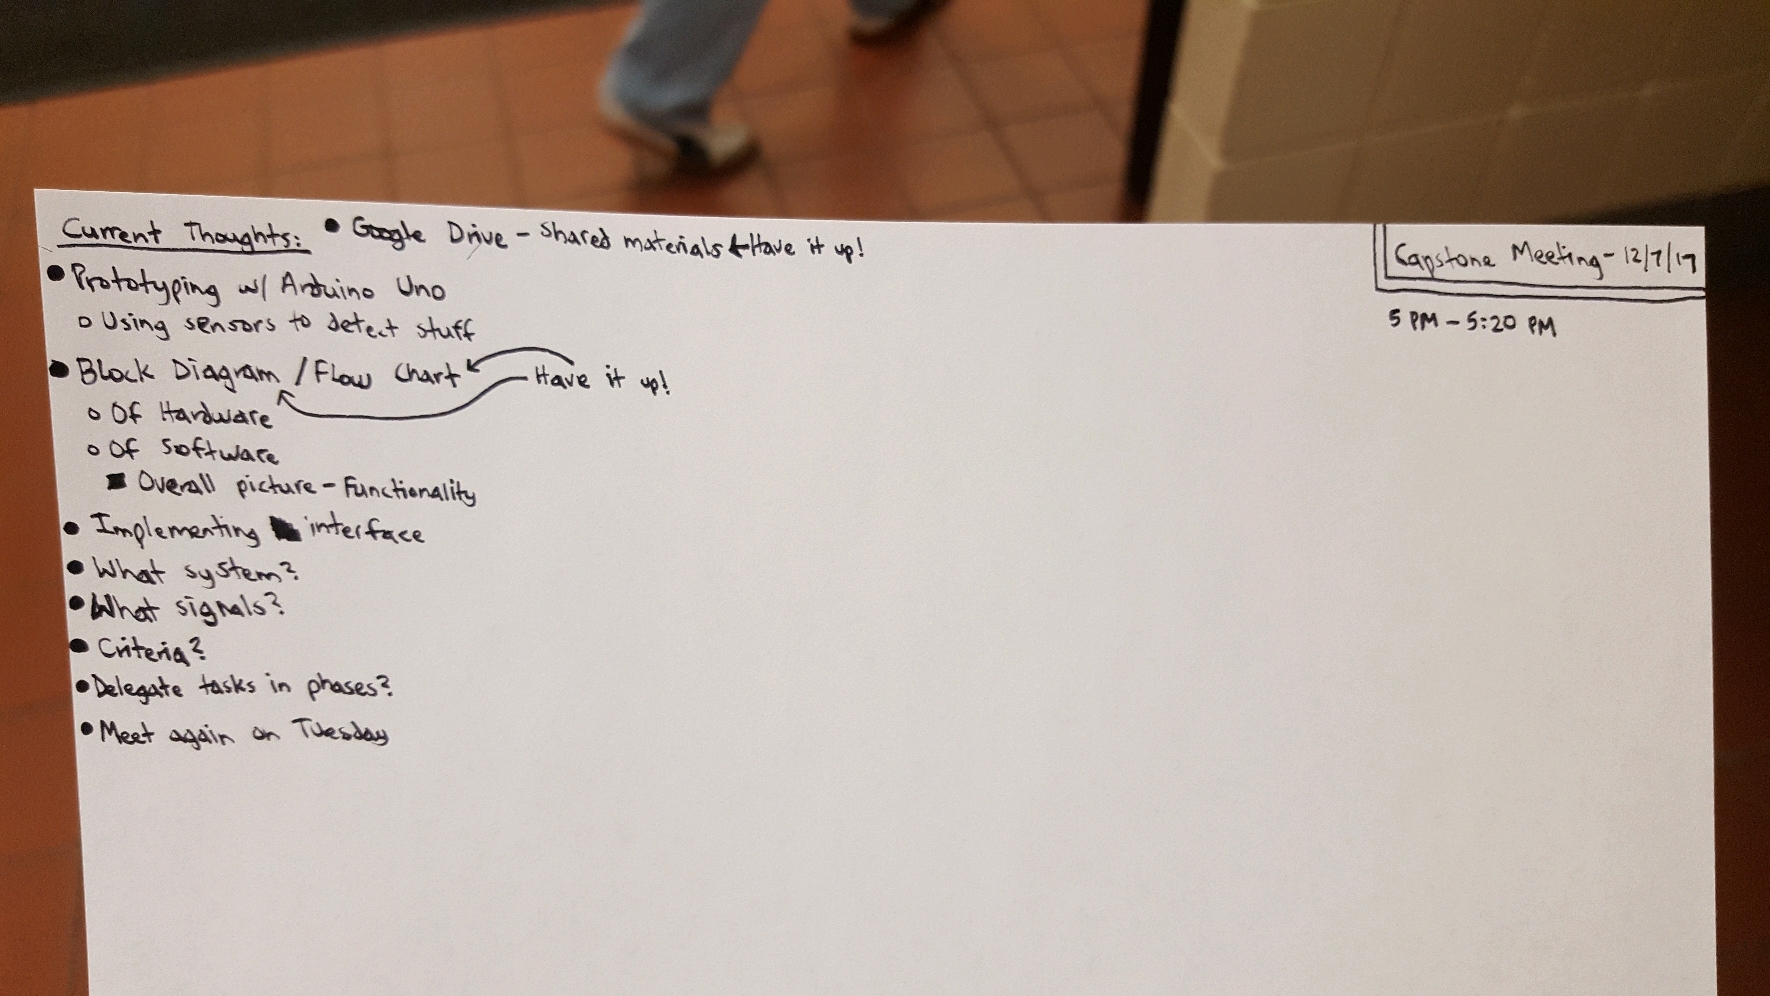 Current Thoughts: ● Google Drive - Shared materials ← Have it up!
Capstone Meeting - 12/7/17
5 PM - 5:20 PM
● Prototyping w/ Arduino Uno
○ Using sensors to detect stuff
● Block Diagram / Flow Chart
Have it up!
○ Of Hardware
○ Of Software
■ Overall picture - Functionality
● Implementing interface
● What system?
● What signals?
● Criteria?
● Delegate tasks in phases?
● Meet again on Tuesday